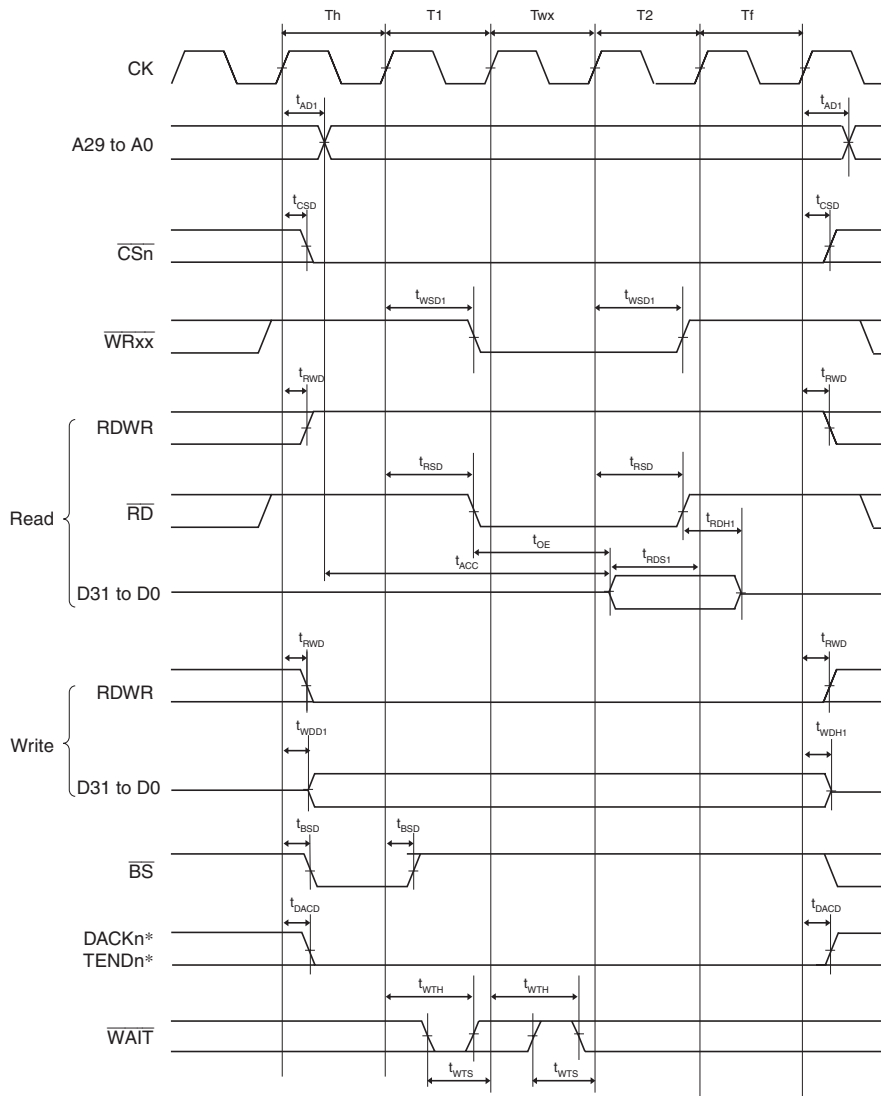 Th T1 Twx T2 Tf
CK
tAD1 tAD1
A29 to A0
tCSD tCSD
CSn
tWSD1 tWSD1
WRxx
tRWD tRWD
RDWR
tRSD tRSD
Read
RD
tRDH1
tOE
tACC tRDS1
D31 to D0
tRWD tRWD
RDWR
Write
tWDD1 tWDH1
D31 to D0
tBSD tBSD
BS
tDACD tDACD
DACKn*
TENDn*
tWTH tWTH
WAIT
tWTS tWTS